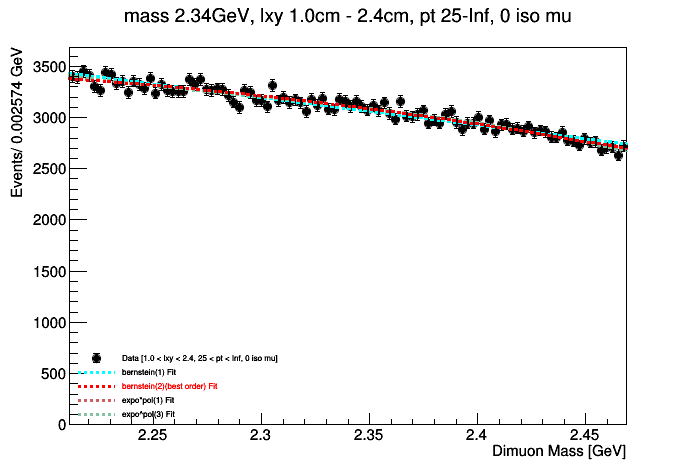 mass 2.34GeV, lxy 1.0cm - 2.4cm, pt 25-Inf, 0 iso mu
Events/ 0.002574 GeV
3500
3000
2500
2000
1500
1000
500
0
Data [1.0 < lxy < 2.4, 25 < pt < Inf, 0 iso mu]
bernstein(1) Fit
bernstein(2)(best order) Fit
expo*pol(1) Fit
expo^pol(3) Fit
2.25
2.3
2.35
2.4
2.45
Dimuon Mass [GeV]